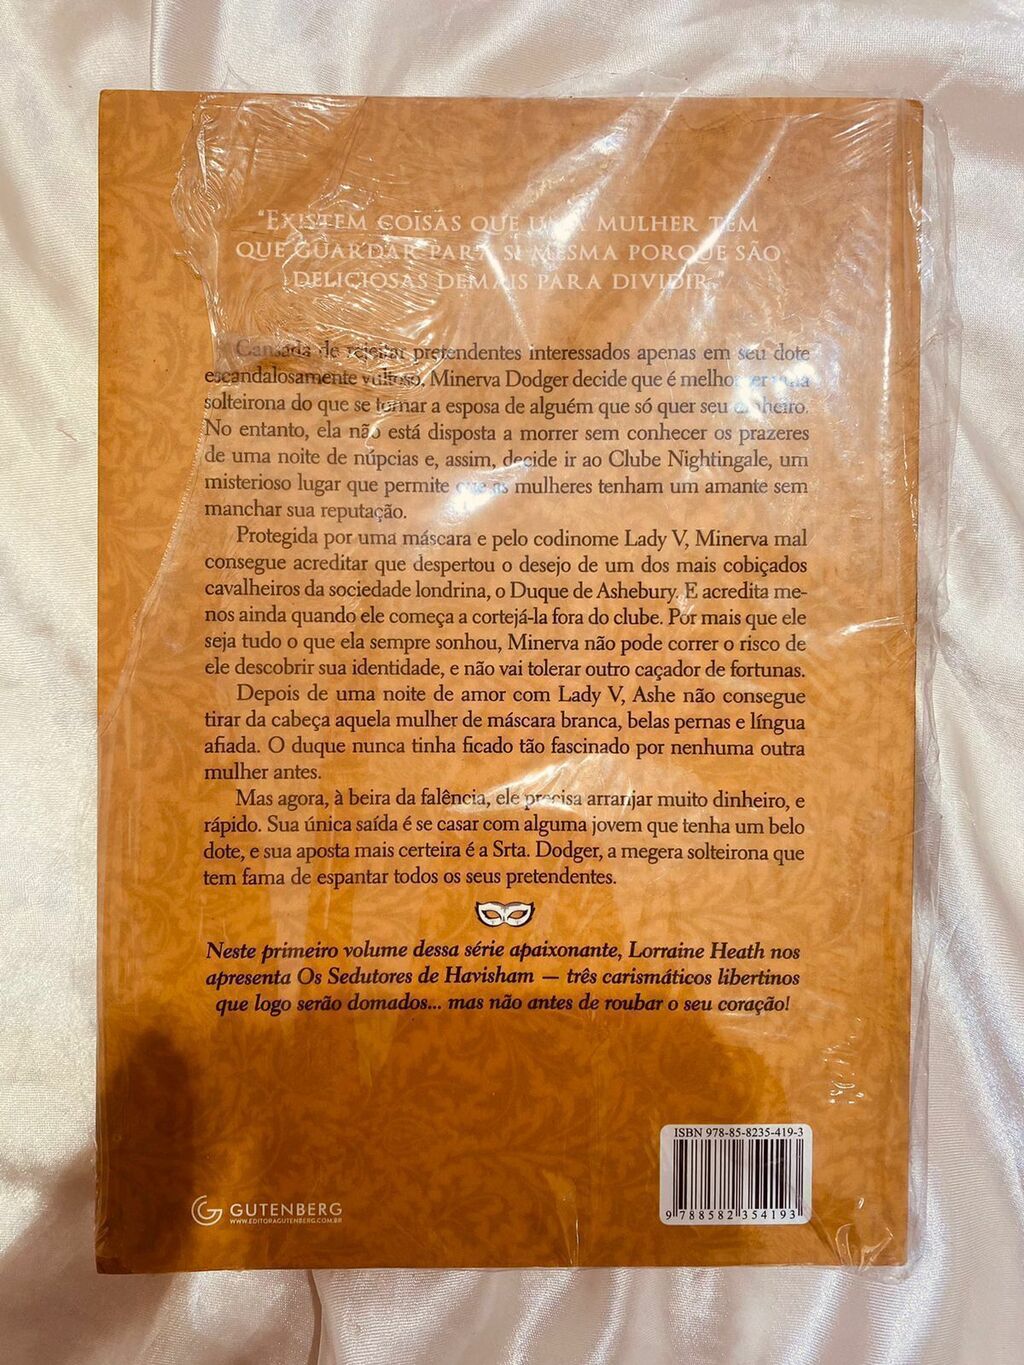 "EXISTEM COISAS QUE UMA MULHER TEM
QUE GUARDAR PARA SI MESMA PORQUE SÃO
DELICIOSAS DEMAIS PARA DIVIDIR."
Cansada de rejeitar pretendentes interessados apenas em seu dote
escandalosamente vultoso, Minerva Dodger decide que é melhor ser uma
solteirona do que se tornar a esposa de alguém que só quer seu dinheiro.
No entanto, ela não está disposta a morrer sem conhecer os prazeres
de uma noite de núpcias e, assim, decide ir ao Clube Nightingale, um
misterioso lugar que permite que as mulheres tenham um amante sem
manchar sua reputação.
Protegida por uma máscara e pelo codinome Lady V, Minerva mal
consegue acreditar que despertou o desejo de um dos mais cobiçados
cavalheiros da sociedade londrina, o Duque de Ashebury. E acredita me-
nos ainda quando ele começa a cortejá-la fora do clube. Por mais que ele
seja tudo o que ela sempre sonhou, Minerva não pode correr o risco de
ele descobrir sua identidade, e não vai tolerar outro caçador de fortunas.
Depois de uma noite de amor com Lady V, Ashe não consegue
tirar da cabeça aquela mulher de máscara branca, belas pernas e língua
afiada. O duque nunca tinha ficado tão fascinado por nenhuma outra
mulher antes.
Mas agora, à beira da falência, ele precisa arranjar muito dinheiro, e
rápido. Sua única saída é se casar com alguma jovem que tenha um belo
dote, e sua aposta mais certeira é a Srta. Dodger, a megera solteirona que
tem fama de espantar todos os seus pretendentes.
Neste primeiro volume dessa série apaixonante, Lorraine Heath nos
apresenta Os Sedutores de Havisham — três carismáticos libertinos
que logo serão domados... mas não antes de roubar o seu coração!
ISBN 978-85-8235-419-3
9 788582 354193
GUTENBERG
WWW.EDITORAGUTENBERG.COM.BR